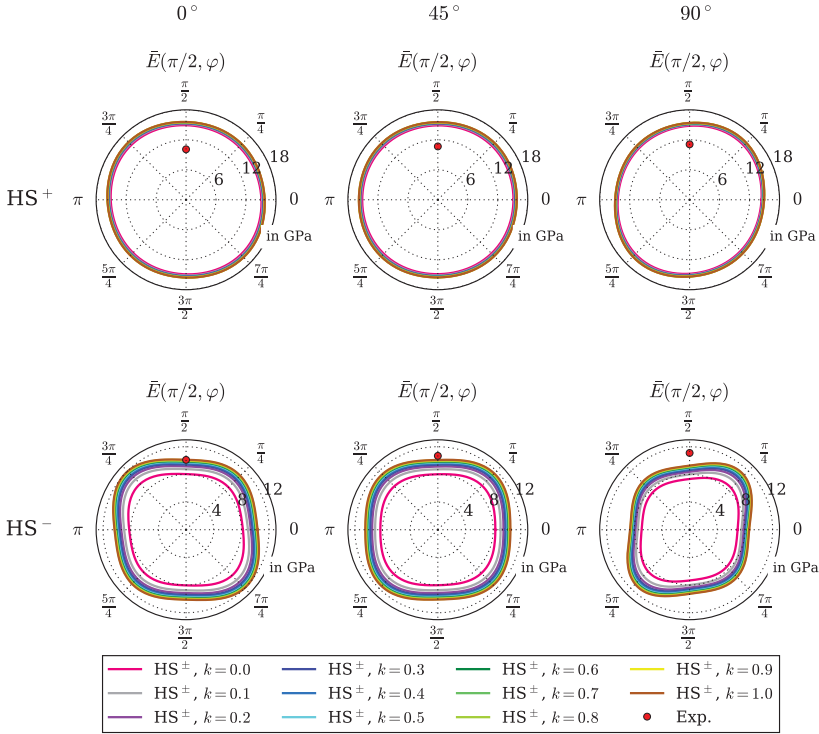 0° 45° 90°
Ē(π/2, φ) Ē(π/2, φ) Ē(π/2, φ)
π/2 π/2 π/2
3π/4 π/4 3π/4 π/4 3π/4 π/4
18 18 18
12 12 12
6 6 6
HS⁺ π 0 π 0 π 0
in GPa in GPa in GPa
5π/4 7π/4 5π/4 7π/4 5π/4 7π/4
3π/2 3π/2 3π/2
Ē(π/2, φ) Ē(π/2, φ) Ē(π/2, φ)
π/2 π/2 π/2
3π/4 π/4 3π/4 π/4 3π/4 π/4
12 12 12
8 8 8
4 4 4
HS⁻ π 0 π 0 π 0
in GPa in GPa in GPa
5π/4 7π/4 5π/4 7π/4 5π/4 7π/4
3π/2 3π/2 3π/2
HS±, k=0.0 HS±, k=0.3 HS±, k=0.6 HS±, k=0.9
HS±, k=0.1 HS±, k=0.4 HS±, k=0.7 HS±, k=1.0
HS±, k=0.2 HS±, k=0.5 HS±, k=0.8 Exp.